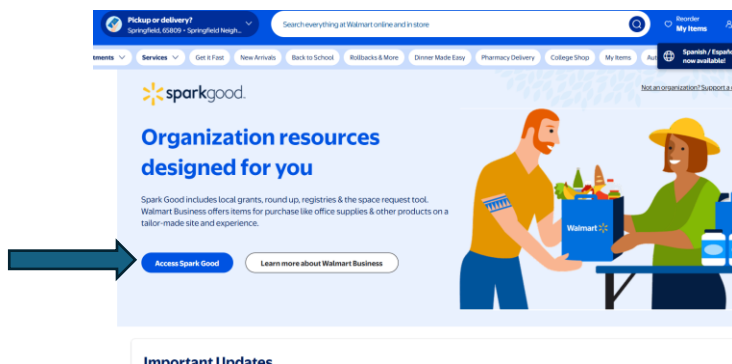 Pickup or delivery?
Springfield, 65809 • Springfield Neigh...
Search everything at Walmart online and in store
Reorder
My Items
tments
Services
Get it Fast
New Arrivals
Back to School
Rollbacks & More
Dinner Made Easy
Pharmacy Delivery
College Shop
My Items
Aut
Spanish / Españo
now available!
sparkgood.
Not an organization? Support a
Organization resources
designed for you
Spark Good includes local grants, round up, registries & the space request tool.
Walmart Business offers items for purchase like office supplies & other products on a
tailor-made site and experience.
Access Spark Good
Learn more about Walmart Business
Walmart
Important Updates